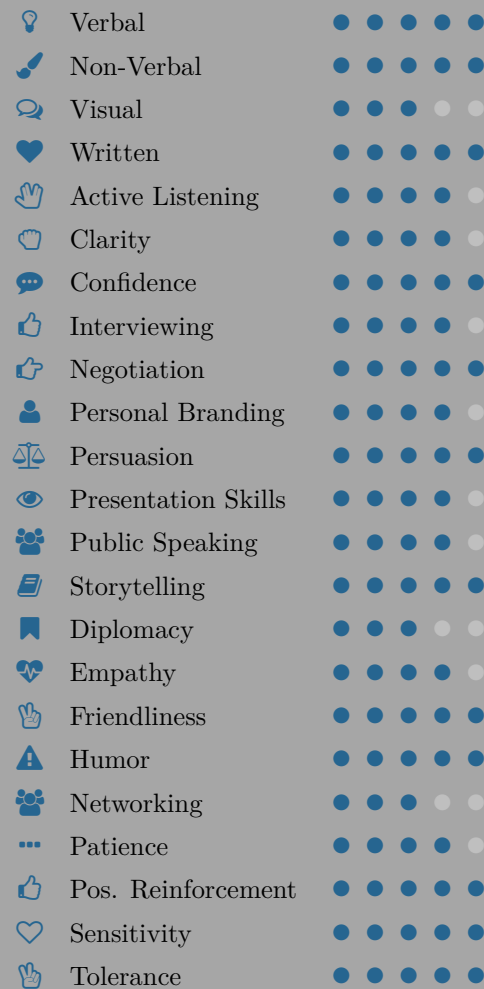 Verbal
Non-Verbal
Visual
Written
Active Listening
Clarity
Confidence
Interviewing
Negotiation
Personal Branding
Persuasion
Presentation Skills
Public Speaking
Storytelling
Diplomacy
Empathy
Friendliness
Humor
Networking
Patience
Pos. Reinforcement
Sensitivity
Tolerance